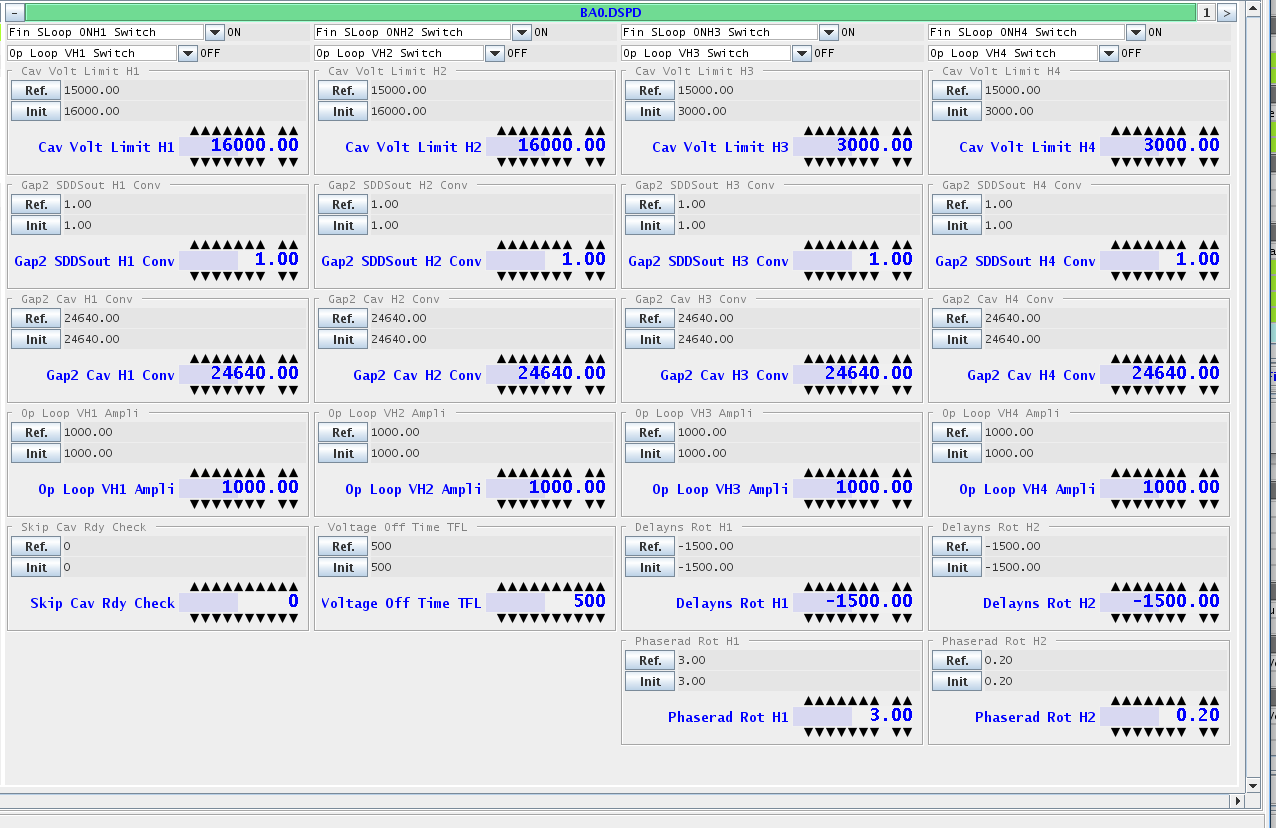 - BA0.DSPD 1 >
Fin SLoop ONH1 Switch ON Fin SLoop ONH2 Switch ON Fin SLoop ONH3 Switch ON Fin SLoop ONH4 Switch ON
Op Loop VH1 Switch OFF Op Loop VH2 Switch OFF Op Loop VH3 Switch OFF Op Loop VH4 Switch OFF
Cav Volt Limit H1 Cav Volt Limit H2 Cav Volt Limit H3 Cav Volt Limit H4
Ref. 15000.00 Ref. 15000.00 Ref. 15000.00 Ref. 15000.00
Init 16000.00 Init 16000.00 Init 3000.00 Init 3000.00
Cav Volt Limit H1 16000.00 Cav Volt Limit H2 16000.00 Cav Volt Limit H3 3000.00 Cav Volt Limit H4 3000.00
Gap2 SDDSout H1 Conv Gap2 SDDSout H2 Conv Gap2 SDDSout H3 Conv Gap2 SDDSout H4 Conv
Ref. 1.00 Ref. 1.00 Ref. 1.00 Ref. 1.00
Init 1.00 Init 1.00 Init 1.00 Init 1.00
Gap2 SDDSout H1 Conv 1.00 Gap2 SDDSout H2 Conv 1.00 Gap2 SDDSout H3 Conv 1.00 Gap2 SDDSout H4 Conv 1.00
Gap2 Cav H1 Conv Gap2 Cav H2 Conv Gap2 Cav H3 Conv Gap2 Cav H4 Conv
Ref. 24640.00 Ref. 24640.00 Ref. 24640.00 Ref. 24640.00
Init 24640.00 Init 24640.00 Init 24640.00 Init 24640.00
Gap2 Cav H1 Conv 24640.00 Gap2 Cav H2 Conv 24640.00 Gap2 Cav H3 Conv 24640.00 Gap2 Cav H4 Conv 24640.00
Op Loop VH1 Ampli Op Loop VH2 Ampli Op Loop VH3 Ampli Op Loop VH4 Ampli
Ref. 1000.00 Ref. 1000.00 Ref. 1000.00 Ref. 1000.00
Init 1000.00 Init 1000.00 Init 1000.00 Init 1000.00
Op Loop VH1 Ampli 1000.00 Op Loop VH2 Ampli 1000.00 Op Loop VH3 Ampli 1000.00 Op Loop VH4 Ampli 1000.00
Skip Cav Rdy Check Voltage Off Time TFL Delayns Rot H1 Delayns Rot H2
Ref. 0 Ref. 500 Ref. -1500.00 Ref. -1500.00
Init 0 Init 500 Init -1500.00 Init -1500.00
Skip Cav Rdy Check 0 Voltage Off Time TFL 500 Delayns Rot H1 -1500.00 Delayns Rot H2 -1500.00
Phaserad Rot H1 Phaserad Rot H2
Ref. 3.00 Ref. 0.20
Init 3.00 Init 0.20
Phaserad Rot H1 3.00 Phaserad Rot H2 0.20